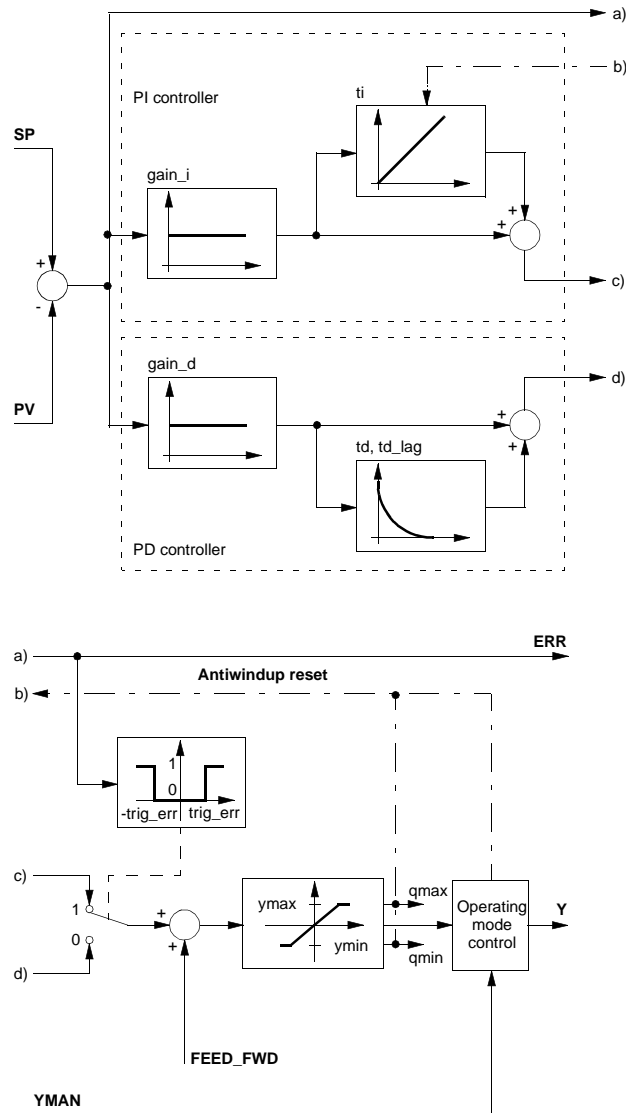 a)
b)
PI controller
ti
SP
gain_i
+
+
+
-
c)
gain_d
d)
PV
+
+
td, td_lag
PD controller
a)
ERR
b)
Antiwindup reset
1
0
-trig_err
trig_err
c)
1
0
d)
+
+
ymax
ymin
qmax
qmin
Operating
mode
control
Y
FEED_FWD
YMAN